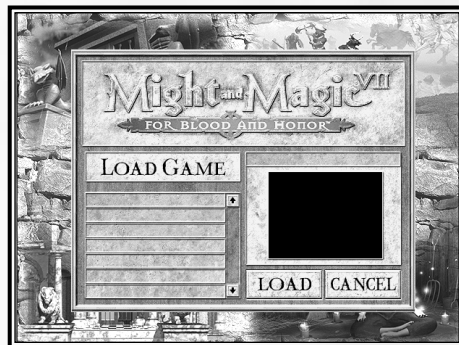 Might and Magic VII
FOR BLOOD AND HONOR
LOAD GAME
LOAD
CANCEL